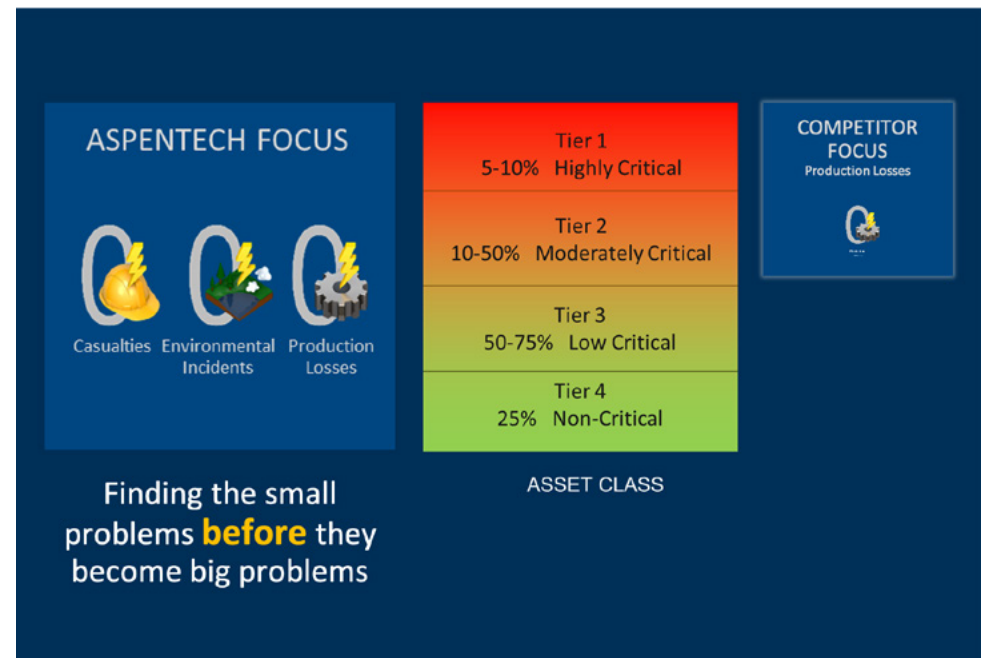 ASPENTECH FOCUS
Casualties
Environmental
Incidents
Production
Losses
Finding the small
problems before they
become big problems
Tier 1
5-10% Highly Critical
Tier 2
10-50% Moderately Critical
Tier 3
50-75% Low Critical
Tier 4
25% Non-Critical
ASSET CLASS
COMPETITOR
FOCUS
Production Losses